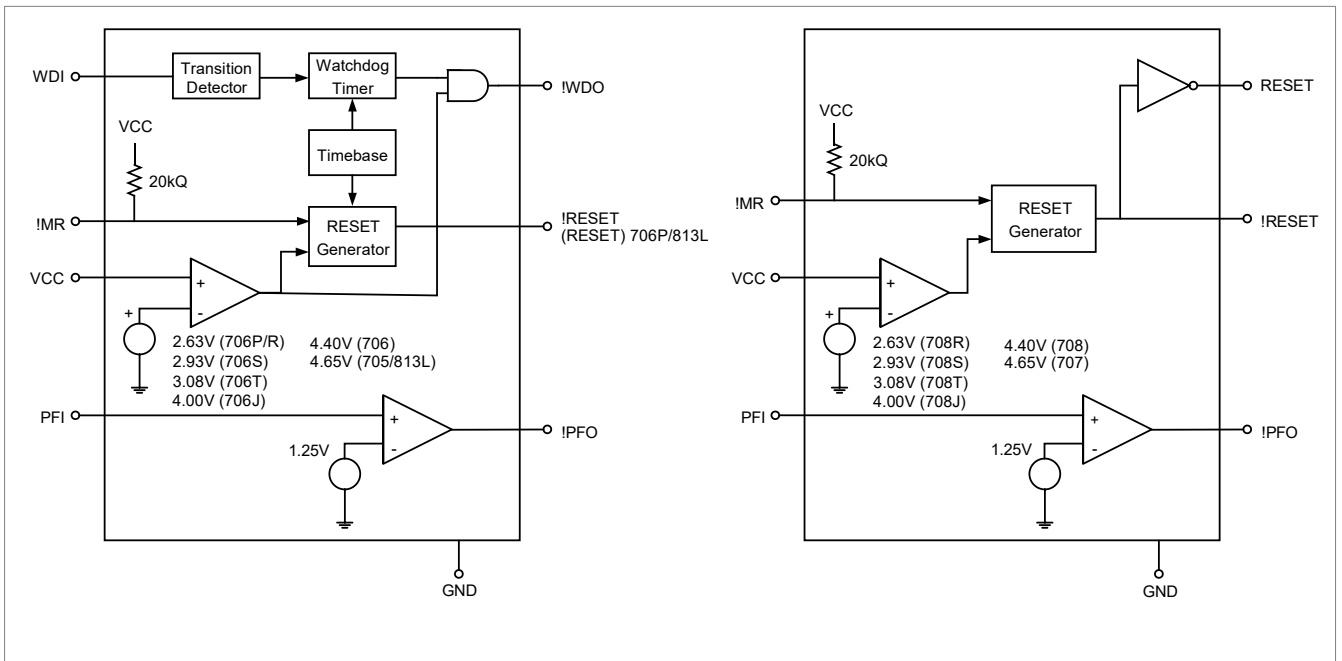 WDI
Transition
Detector
Watchdog
Timer
!WDO
VCC
20kQ
Timebase
!MR
RESET
Generator
!RESET
(RESET) 706P/813L
VCC
+
-
+
2.63V (706P/R)
2.93V (706S)
3.08V (706T)
4.00V (706J)
4.40V (706)
4.65V (705/813L)
PFI
+
-
1.25V
!PFO
GND
RESET
VCC
20kQ
!MR
RESET
Generator
!RESET
VCC
+
-
+
2.63V (708R)
2.93V (708S)
3.08V (708T)
4.00V (708J)
4.40V (708)
4.65V (707)
PFI
+
-
1.25V
!PFO
GND